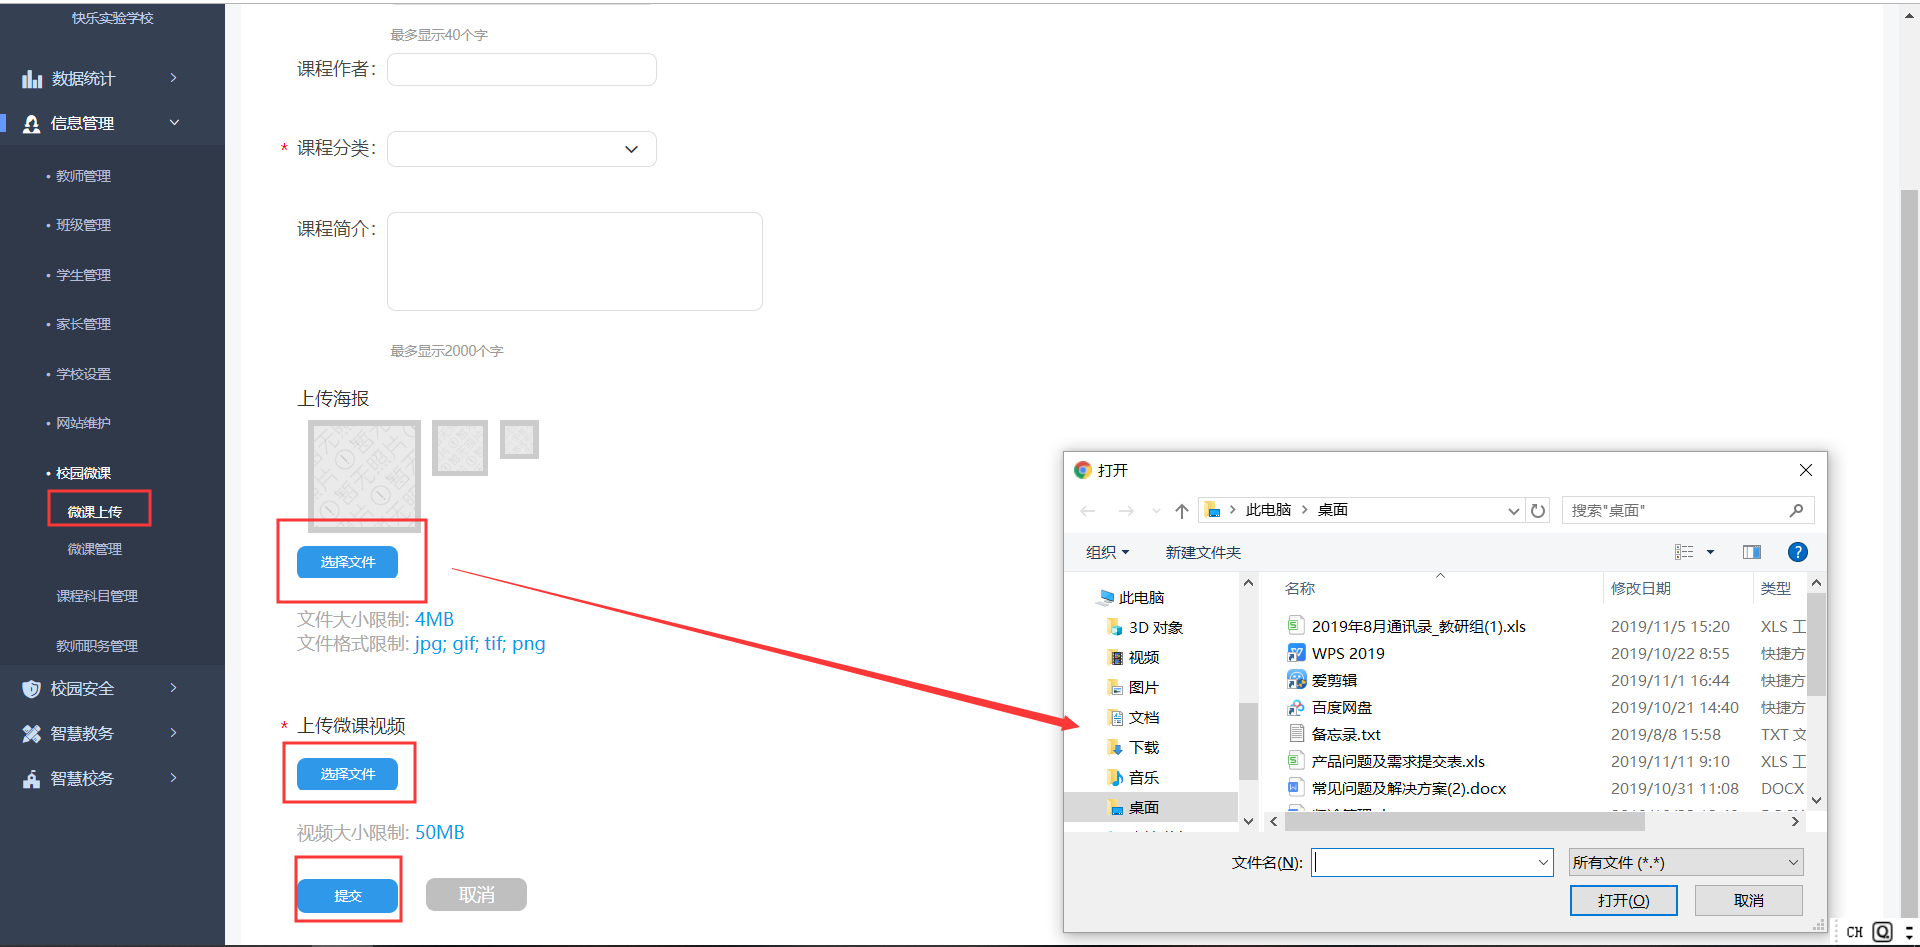 快乐实验学校
数据统计
信息管理
• 教师管理
• 班级管理
• 学生管理
• 家长管理
• 学校设置
• 网站维护
• 校园微课
微课上传
微课管理
课程科目管理
教师职务管理
校园安全
智慧教务
智慧校务
最多显示40个字
课程作者：
* 课程分类：
课程简介：
最多显示2000个字
上传海报
暂无照片
选择文件
文件大小限制: 4MB
文件格式限制: jpg; gif; tif; png
* 上传微课视频
选择文件
视频大小限制: 50MB
提交 取消
打开
此电脑 桌面
搜索"桌面"
组织 新建文件夹
此电脑
3D 对象
视频
图片
文档
下载
音乐
桌面
名称 修改日期 类型
2019年8月通讯录_教研组(1).xls 2019/11/5 15:20 XLS 工
WPS 2019 2019/10/22 8:55 快捷方
爱剪辑 2019/11/1 16:44 快捷方
百度网盘 2019/10/21 14:40 快捷方
备忘录.txt 2019/8/8 15:58 TXT 文
产品问题及需求提交表.xls 2019/11/11 9:10 XLS 工
常见问题及解决方案(2).docx 2019/10/31 11:08 DOCX
文件名(N): 所有文件 (*.*)
打开(O) 取消
CH